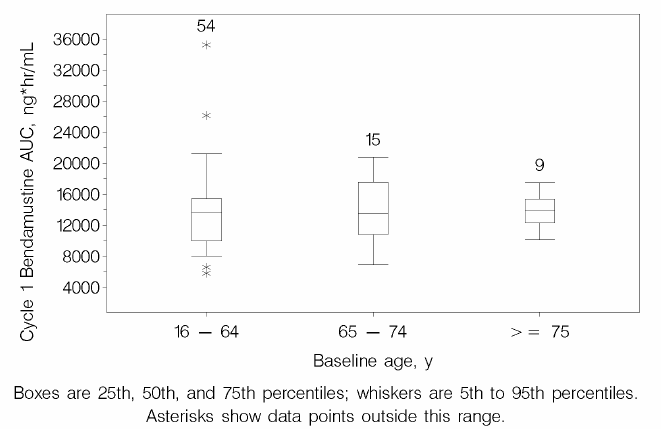 54
36000
32000
28000
24000
20000
16000
12000
8000
4000
Cycle 1 Bendamustine AUC, ng*hr/mL
15
9
16 – 64
65 – 74
>= 75
Baseline age, y
Boxes are 25th, 50th, and 75th percentiles; whiskers are 5th to 95th percentiles.
Asterisks show data points outside this range.